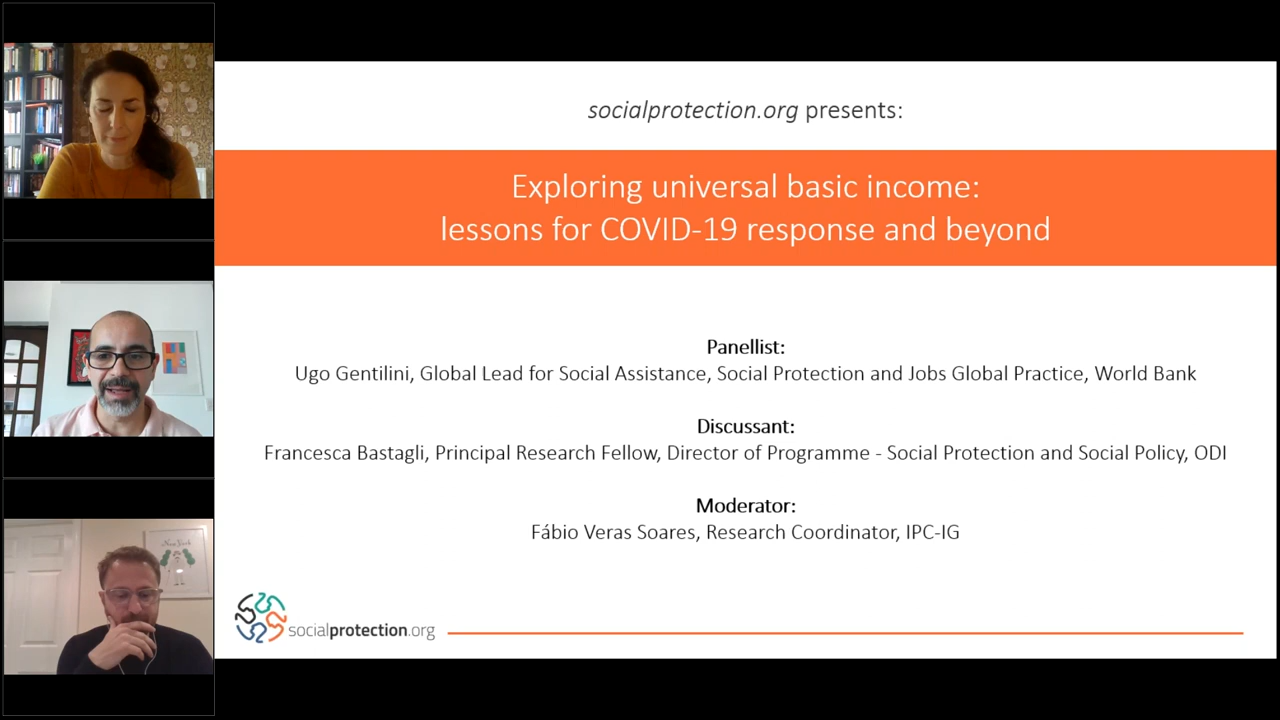 socialprotection.org presents:
Exploring universal basic income:
lessons for COVID-19 response and beyond
Panellist:
Ugo Gentilini, Global Lead for Social Assistance, Social Protection and Jobs Global Practice, World Bank
Discussant:
Francesca Bastagli, Principal Research Fellow, Director of Programme - Social Protection and Social Policy, ODI
Moderator:
Fábio Veras Soares, Research Coordinator, IPC-IG
socialprotection.org
New York